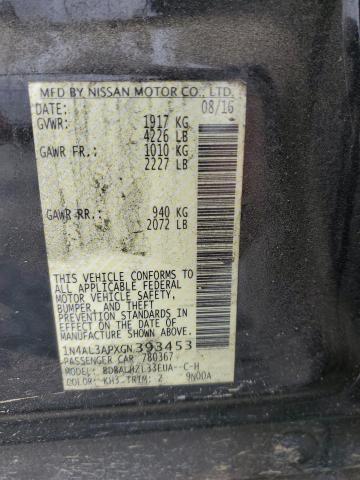 MFD BY NISSAN MOTOR CO., LTD.
DATE: 08/16
GVWR: 1917 KG
4226 LB
GAWR FR.: 1010 KG
2227 LB
GAWR RR.: 940 KG
2072 LB
THIS VEHICLE CONFORMS TO
ALL APPLICABLE FEDERAL
MOTOR VEHICLE SAFETY,
BUMPER, AND THEFT
PREVENTION STANDARDS
IN EFFECT ON THE DATE
OF MANUFACTURE SHOWN ABOVE.
1N4AL3APXGN393453
PASSENGER CAR 780367
MODEL: BDBALHZL33EUA--C-H
COLOR: KH3 TRIM: Z 9N00A